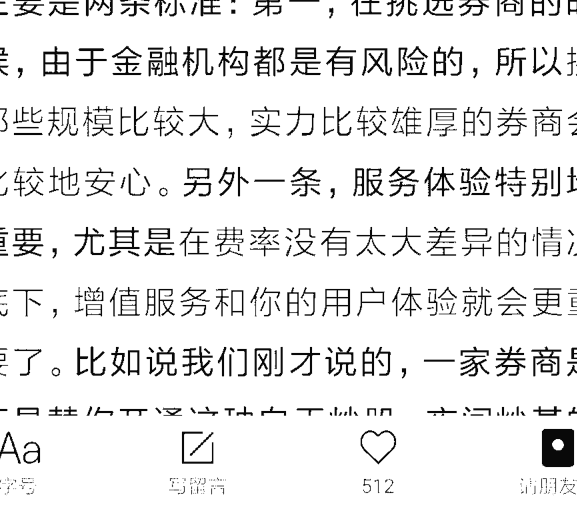 主要是两条标准：第一，在挑选券商的时
候，由于金融机构都是有风险的，所以
那些规模比较大，实力比较雄厚的券商会
比较地安心。另外一条，服务体验特别地
重要，尤其是在费率没有太大差异的情况
底下，增值服务和你的用户体验就会更重
要了。比如说我们刚才说的，一家券商是
Aa
字号
写留言
512
请朋友